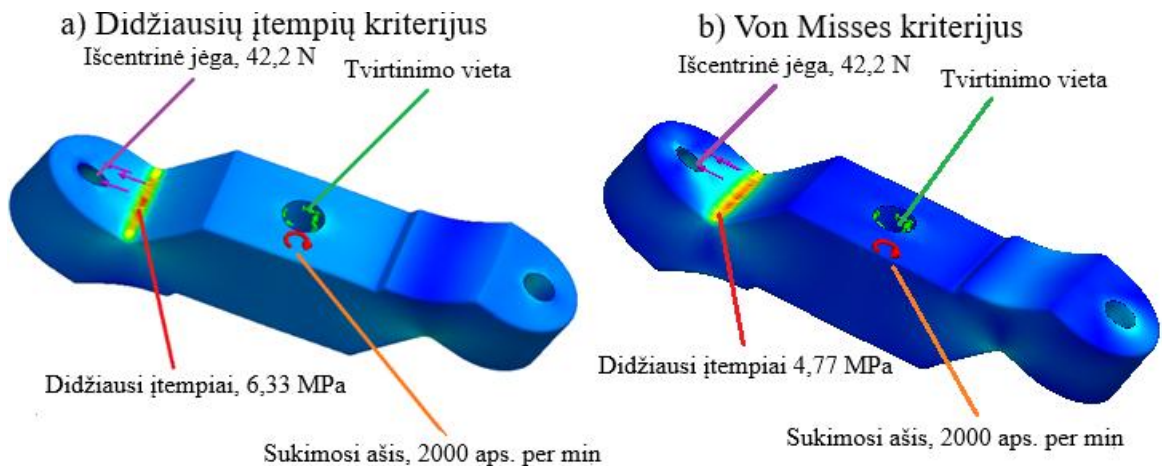 a) Didžiausių įtempių kriterijus
Išcentrinė jėga, 42,2 N
Tvirtinimo vieta
Didžiausi įtempiai, 6,33 MPa
Sukimosi ašis, 2000 aps. per min
b) Von Misses kriterijus
Išcentrinė jėga, 42,2 N
Tvirtinimo vieta
Didžiausi įtempiai 4,77 MPa
Sukimosi ašis, 2000 aps. per min